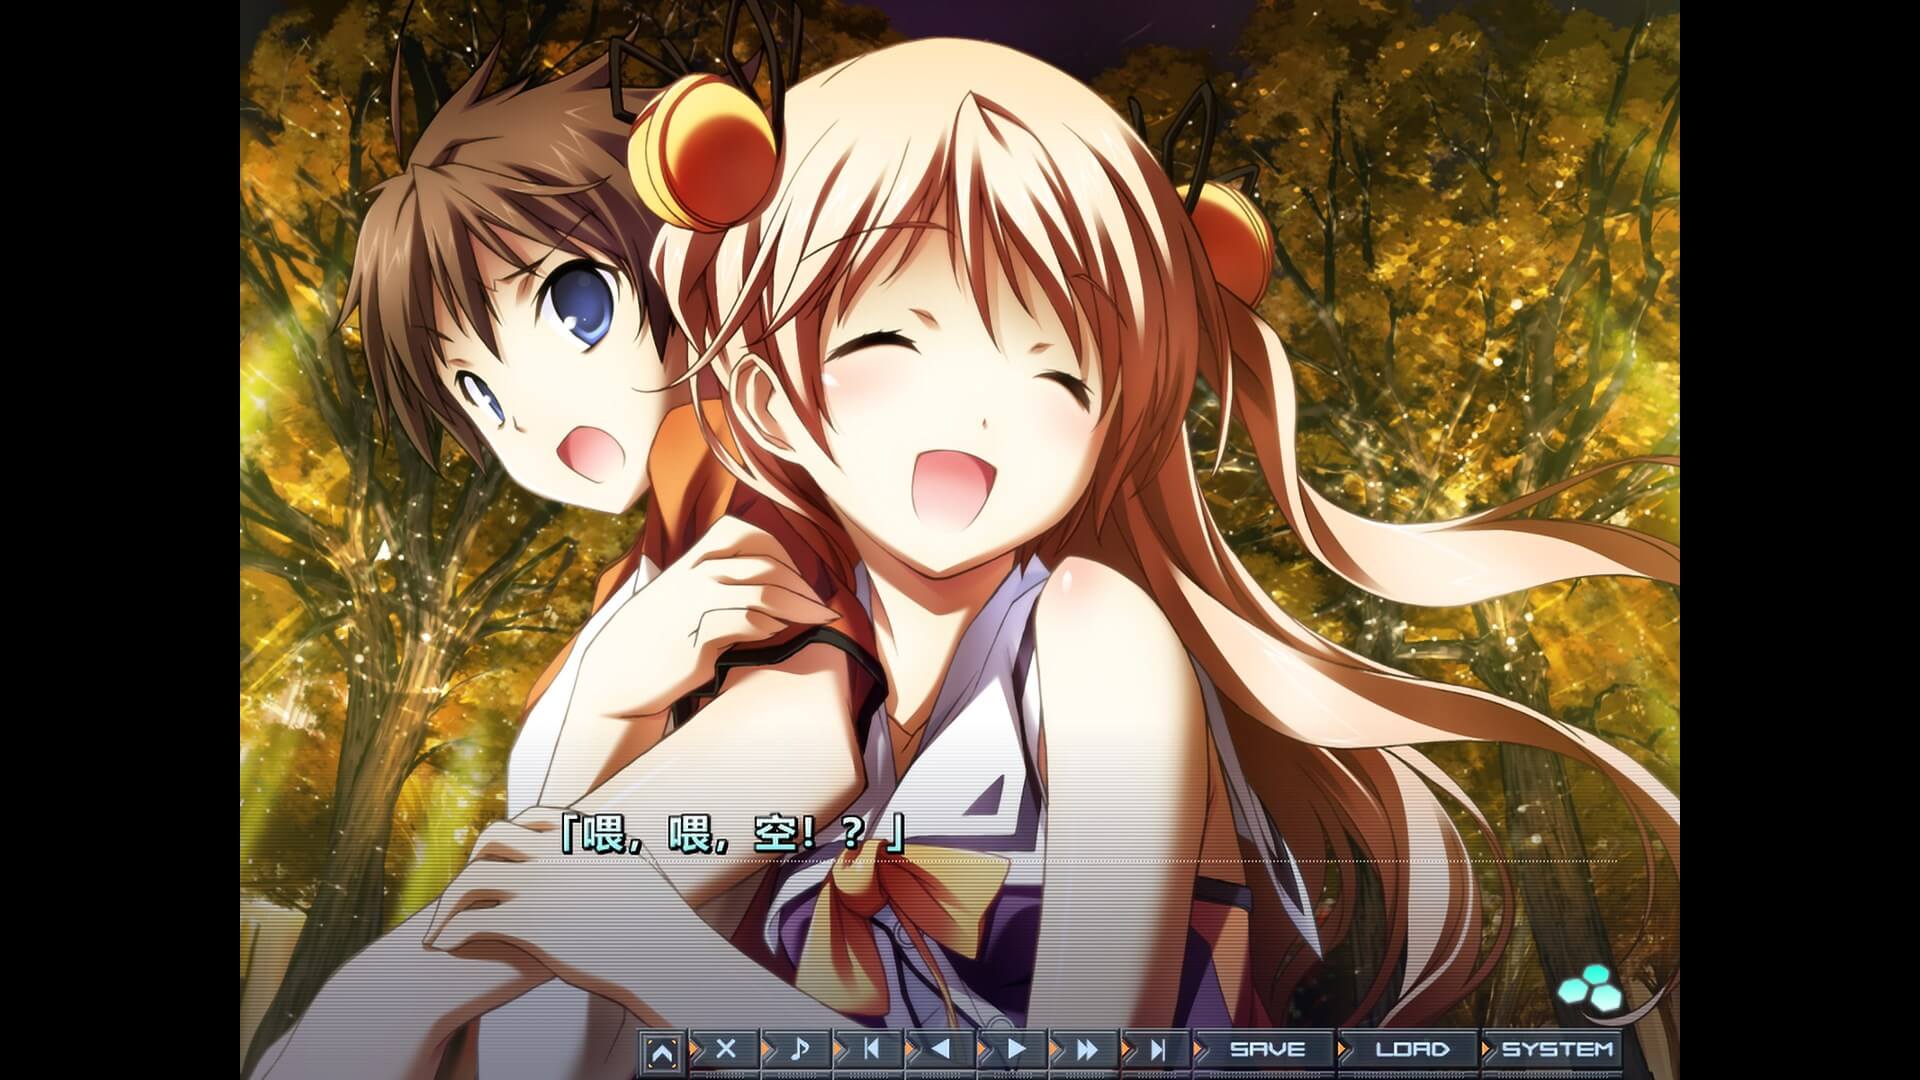 「喂，喂，空！？」
SAVE LOAD SYSTEM